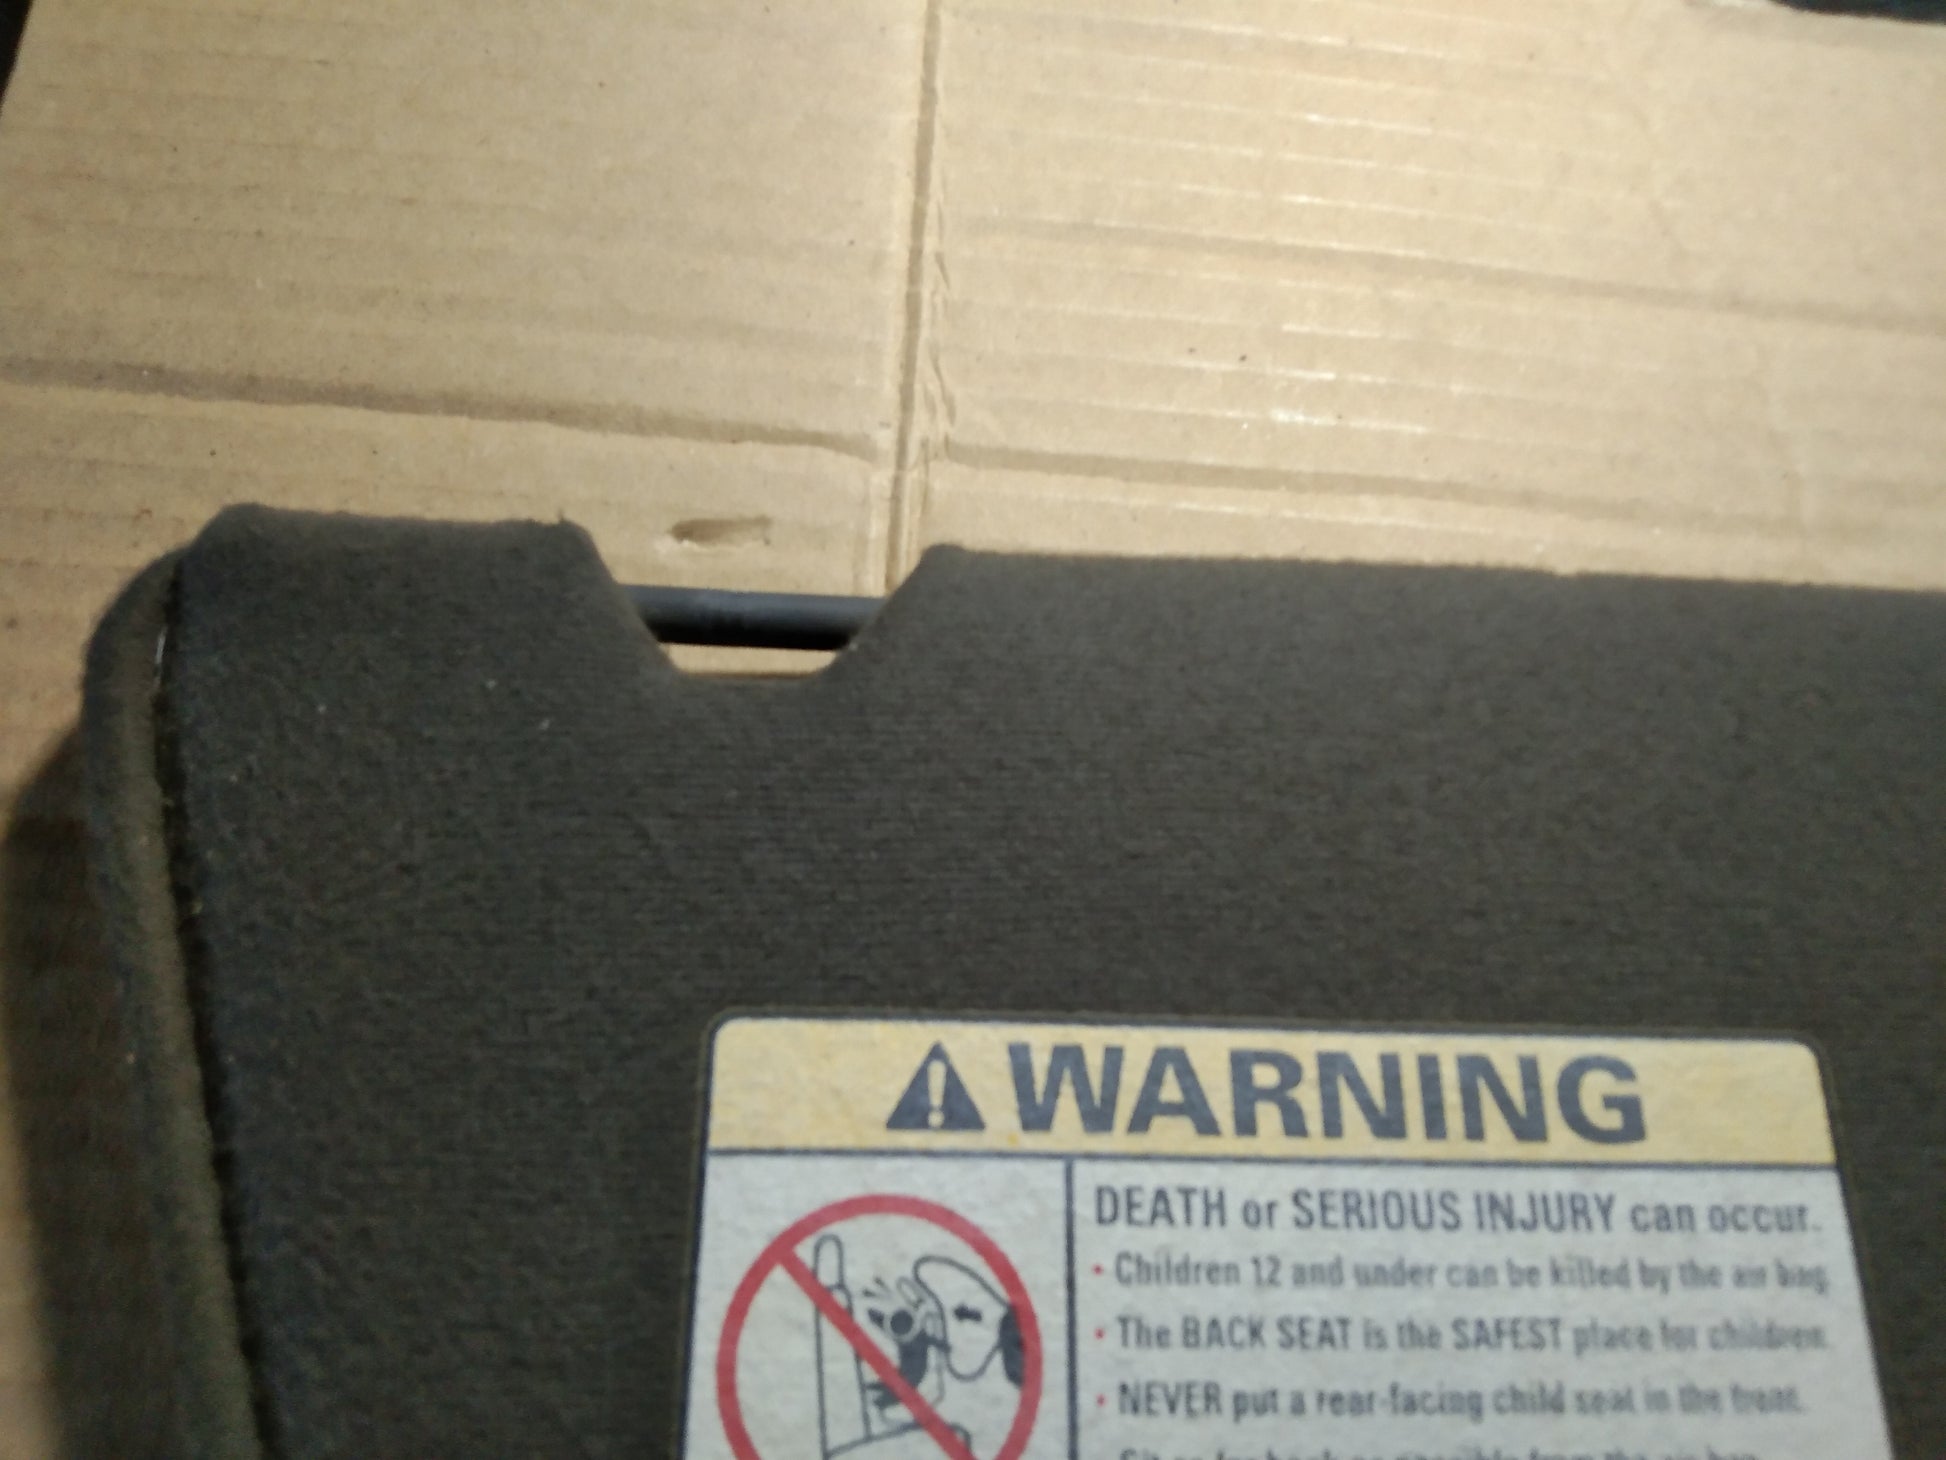 WARNING
DEATH or SERIOUS INJURY can occur.
• Children 12 and under can be killed by the air bag
• The BACK SEAT is the SAFEST place for children.
• NEVER put a rear-facing child seat in the front.